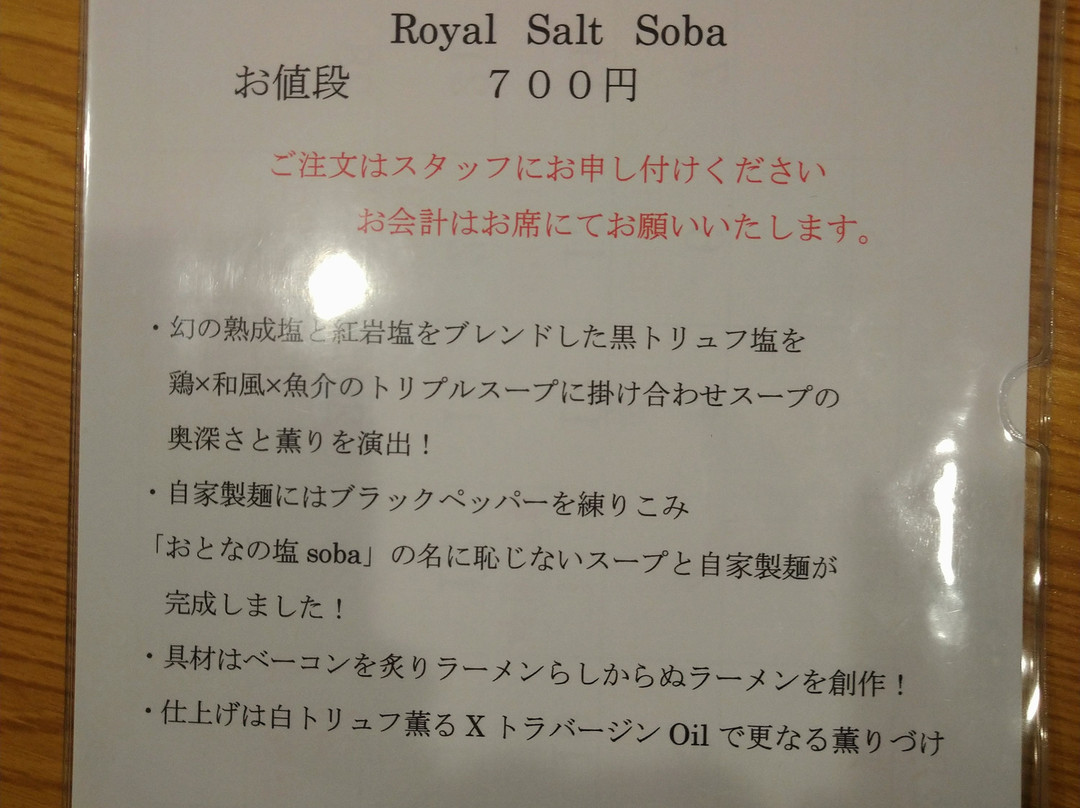 Royal Salt Soba
お値段 ７００円
ご注文はスタッフにお申し付けください
お会計はお席にてお願いいたします。
・幻の熟成塩と紅岩塩をブレンドした黒トリュフ塩を
鶏×和風×魚介のトリプルスープに掛け合わせスープの
奥深さと薫りを演出！
・自家製麺にはブラックペッパーを練りこみ
「おとなの塩 soba」の名に恥じないスープと自家製麺が
完成しました！
・具材はベーコンを炙りラーメンらしからぬラーメンを創作！
・仕上げは白トリュフ薫る X トラバージン Oil で更なる薫りづけ